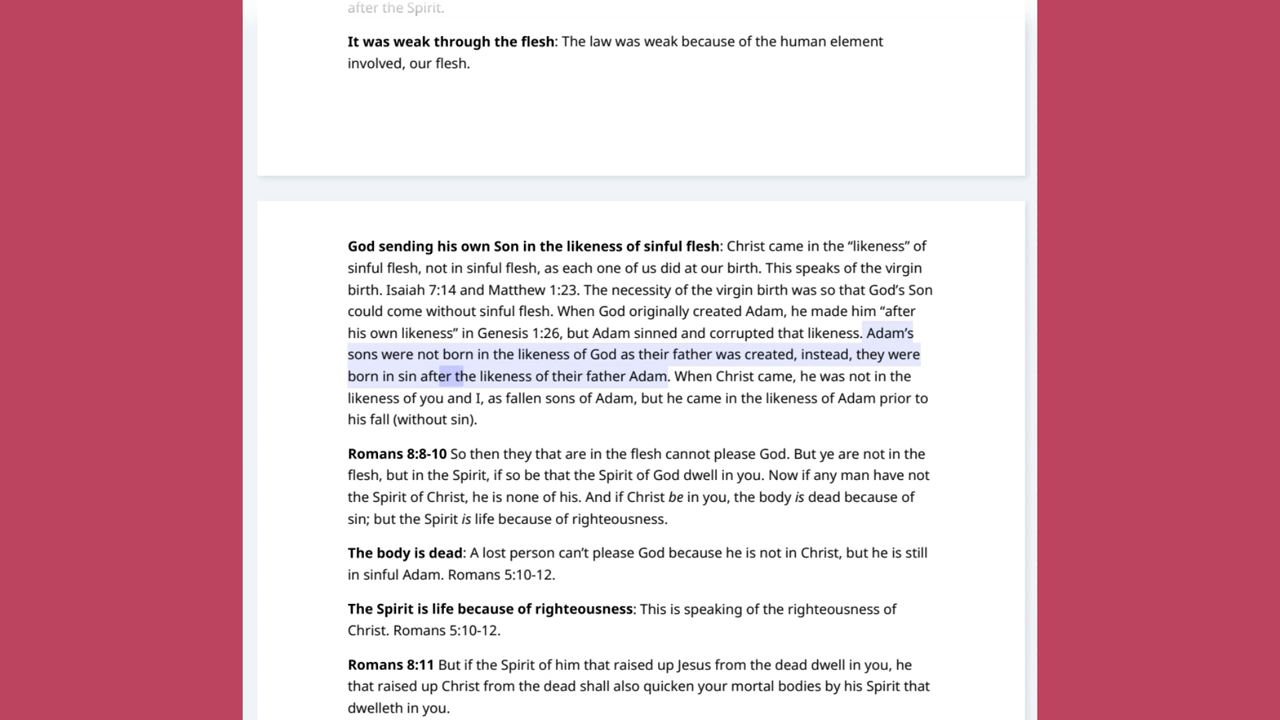 after the Spirit.
It was weak through the flesh: The law was weak because of the human element
involved, our flesh.
God sending his own Son in the likeness of sinful flesh: Christ came in the “likeness” of
sinful flesh, not in sinful flesh, as each one of us did at our birth. This speaks of the virgin
birth. Isaiah 7:14 and Matthew 1:23. The necessity of the virgin birth was so that God’s Son
could come without sinful flesh. When God originally created Adam, he made him “after
his own likeness” in Genesis 1:26, but Adam sinned and corrupted that likeness. Adam’s
sons were not born in the likeness of God as their father was created, instead, they were
born in sin after the likeness of their father Adam. When Christ came, he was not in the
likeness of you and I, as fallen sons of Adam, but he came in the likeness of Adam prior to
his fall (without sin).
Romans 8:8-10 So then they that are in the flesh cannot please God. But ye are not in the
flesh, but in the Spirit, if so be that the Spirit of God dwell in you. Now if any man have not
the Spirit of Christ, he is none of his. And if Christ be in you, the body is dead because of
sin; but the Spirit is life because of righteousness.
The body is dead: A lost person can’t please God because he is not in Christ, but he is still
in sinful Adam. Romans 5:10-12.
The Spirit is life because of righteousness: This is speaking of the righteousness of
Christ. Romans 5:10-12.
Romans 8:11 But if the Spirit of him that raised up Jesus from the dead dwell in you, he
that raised up Christ from the dead shall also quicken your mortal bodies by his Spirit that
dwelleth in you.